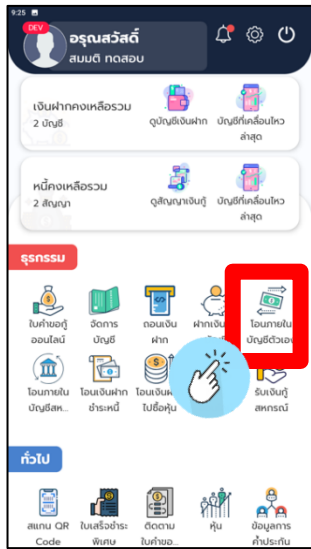 9:25
DEV
อรุณสวัสดิ์
สมมติ ทดสอบ
เงินฝากคงเหลือรวม
2 บัญชี
ดูบัญชีเงินฝาก
บัญชีที่เคลื่อนไหว
ล่าสุด
หนี้คงเหลือรวม
2 สัญญา
ดูสัญญาเงินกู้
บัญชีที่เคลื่อนไหว
ล่าสุด
ธุรกรรม
ใบคำขอกู้
ออนไลน์
จัดการ
บัญชี
ถอนเงิน
ฝาก
ฝากเงิน
โอนภายใน
บัญชีตัวเอง
โอนภายใน
บัญชีสห...
โอนเงินฝาก
ชำระหนี้
โอนเงิน
ไปซื้อหุ้น
รับเงินกู้
สหกรณ์
ทั่วไป
สแกน QR
Code
ใบเสร็จชำระ
พิเศษ
ติดตาม
ใบคำขอ...
หุ้น
ข้อมูลการ
ค้ำประกัน